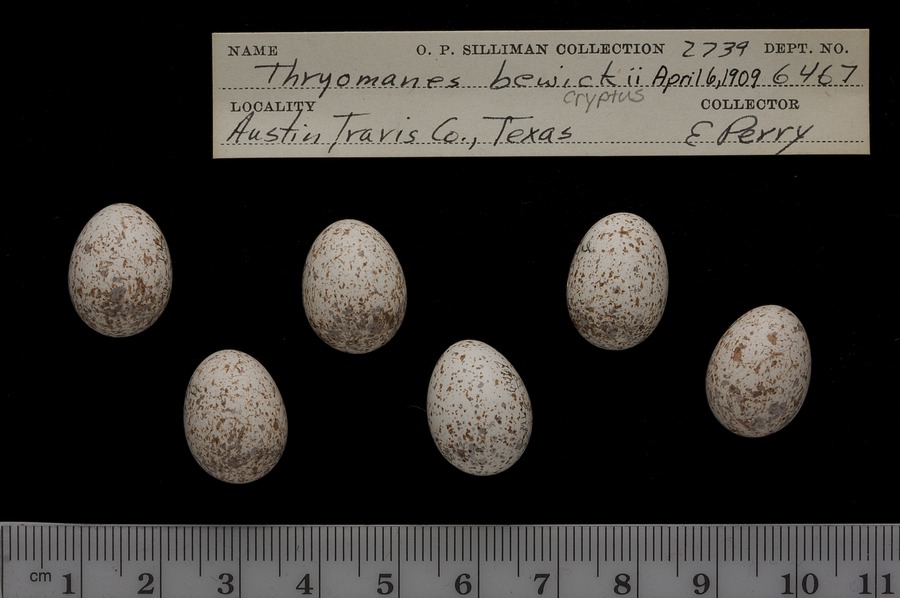 NAME O. P. SILLIMAN COLLECTION 2739 DEPT. NO.
Thryomanes bewickii April 6, 1909 6467
cryptus
LOCALITY COLLECTOR
Austin, Travis Co., Texas E Perry
cm 1 2 3 4 5 6 7 8 9 10 11